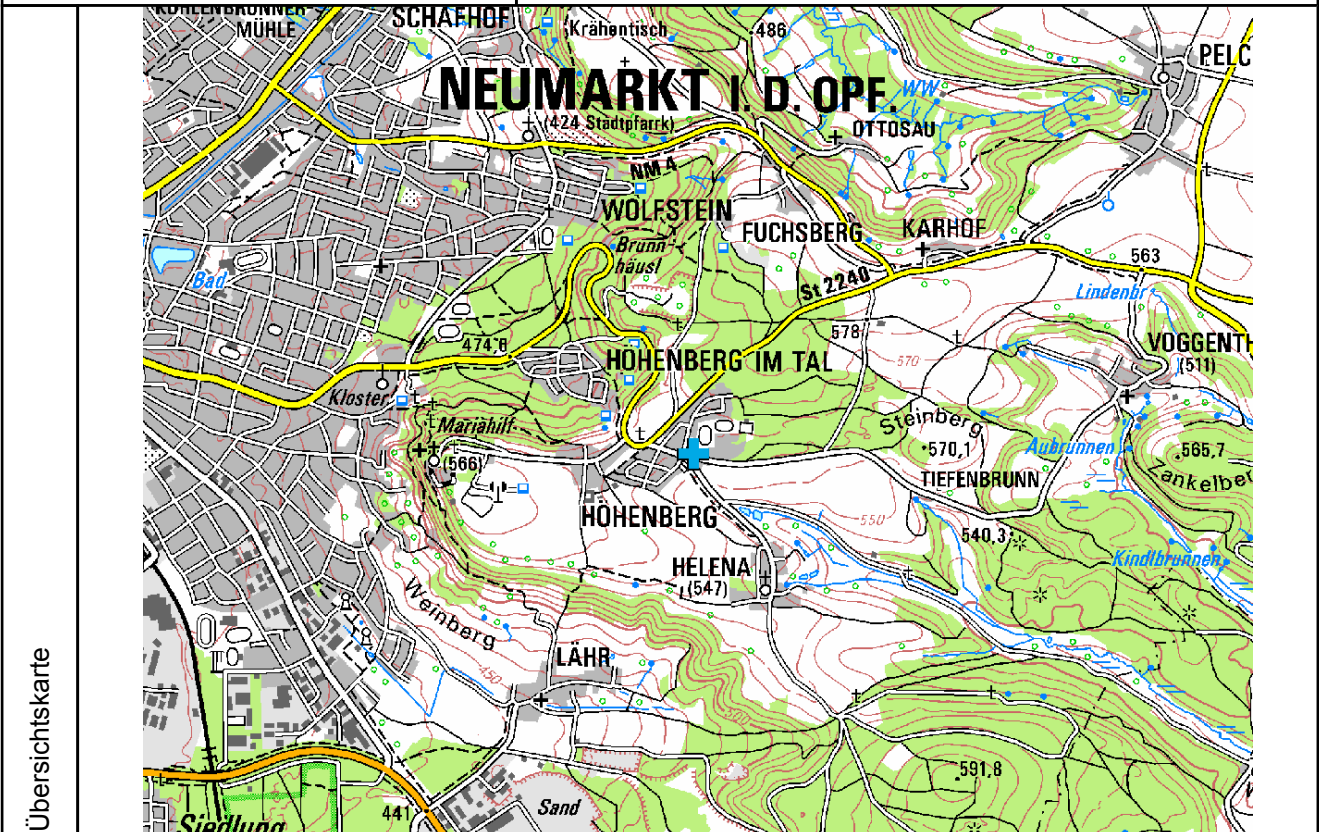 KOHLENBRUNNER-
MÜHLE
SCHAFHOF
Krähentisch
486
PELC
NEUMARKT I. D. OPF.
WW
(424 Stadtpfarrk)
OTTOSAU
NM 4
WOLFSTEIN
FUCHSBERG
KARHOF
Brunn-
häusl
563
Bad
St 2240
Lindenbr
578
474,6
VOGGENTH
(511)
HÖHENBERG IM TAL
570
Kloster
Mariahilf
Steinberg
570,1
Aubrunnen
565,7
(566)
TIEFENBRUNN
Zankelber
HÖHENBERG
550
540,3
HELENA
(547)
Kindlbrunnen
Weinberg
LÄHR
450
500
Übersichtskarte
591,8
441
Sand
Siedlung